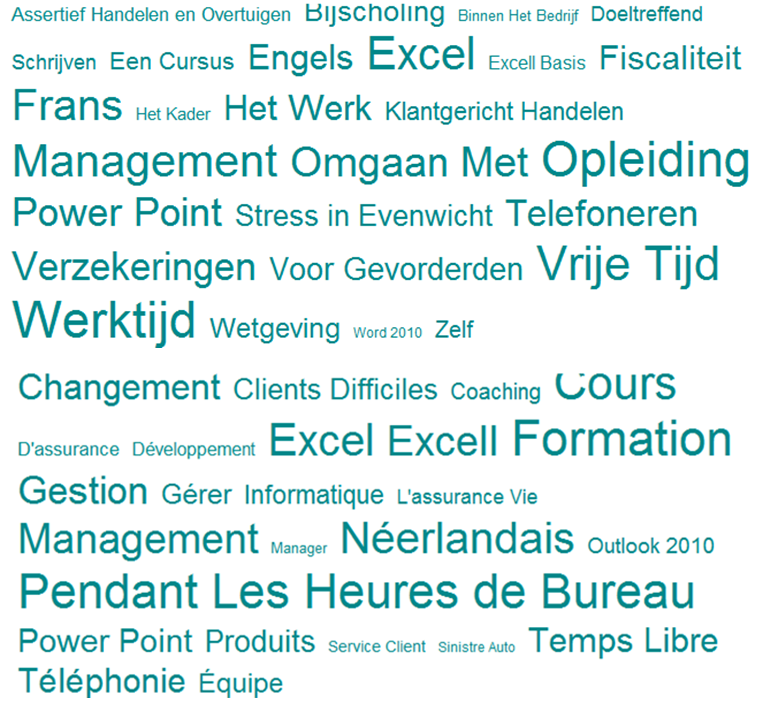 Assertief Handelen en Overtuigen Bijscholing Binnen Het Bedrijf Doeltreffend
Schrijven Een Cursus Engels Excel Excell Basis Fiscaliteit
Frans Het Kader Het Werk Klantgericht Handelen
Management Omgaan Met Opleiding
Power Point Stress in Evenwicht Telefoneren
Verzekeringen Voor Gevorderden Vrije Tijd
Werktijd Wetgeving Word 2010 Zelf
Changement Clients Difficiles Coaching Cours
D'assurance Développement Excel Excell Formation
Gestion Gérer Informatique L'assurance Vie
Management Manager Néerlandais Outlook 2010
Pendant Les Heures de Bureau
Power Point Produits Service Client Sinistre Auto Temps Libre
Téléphonie Équipe